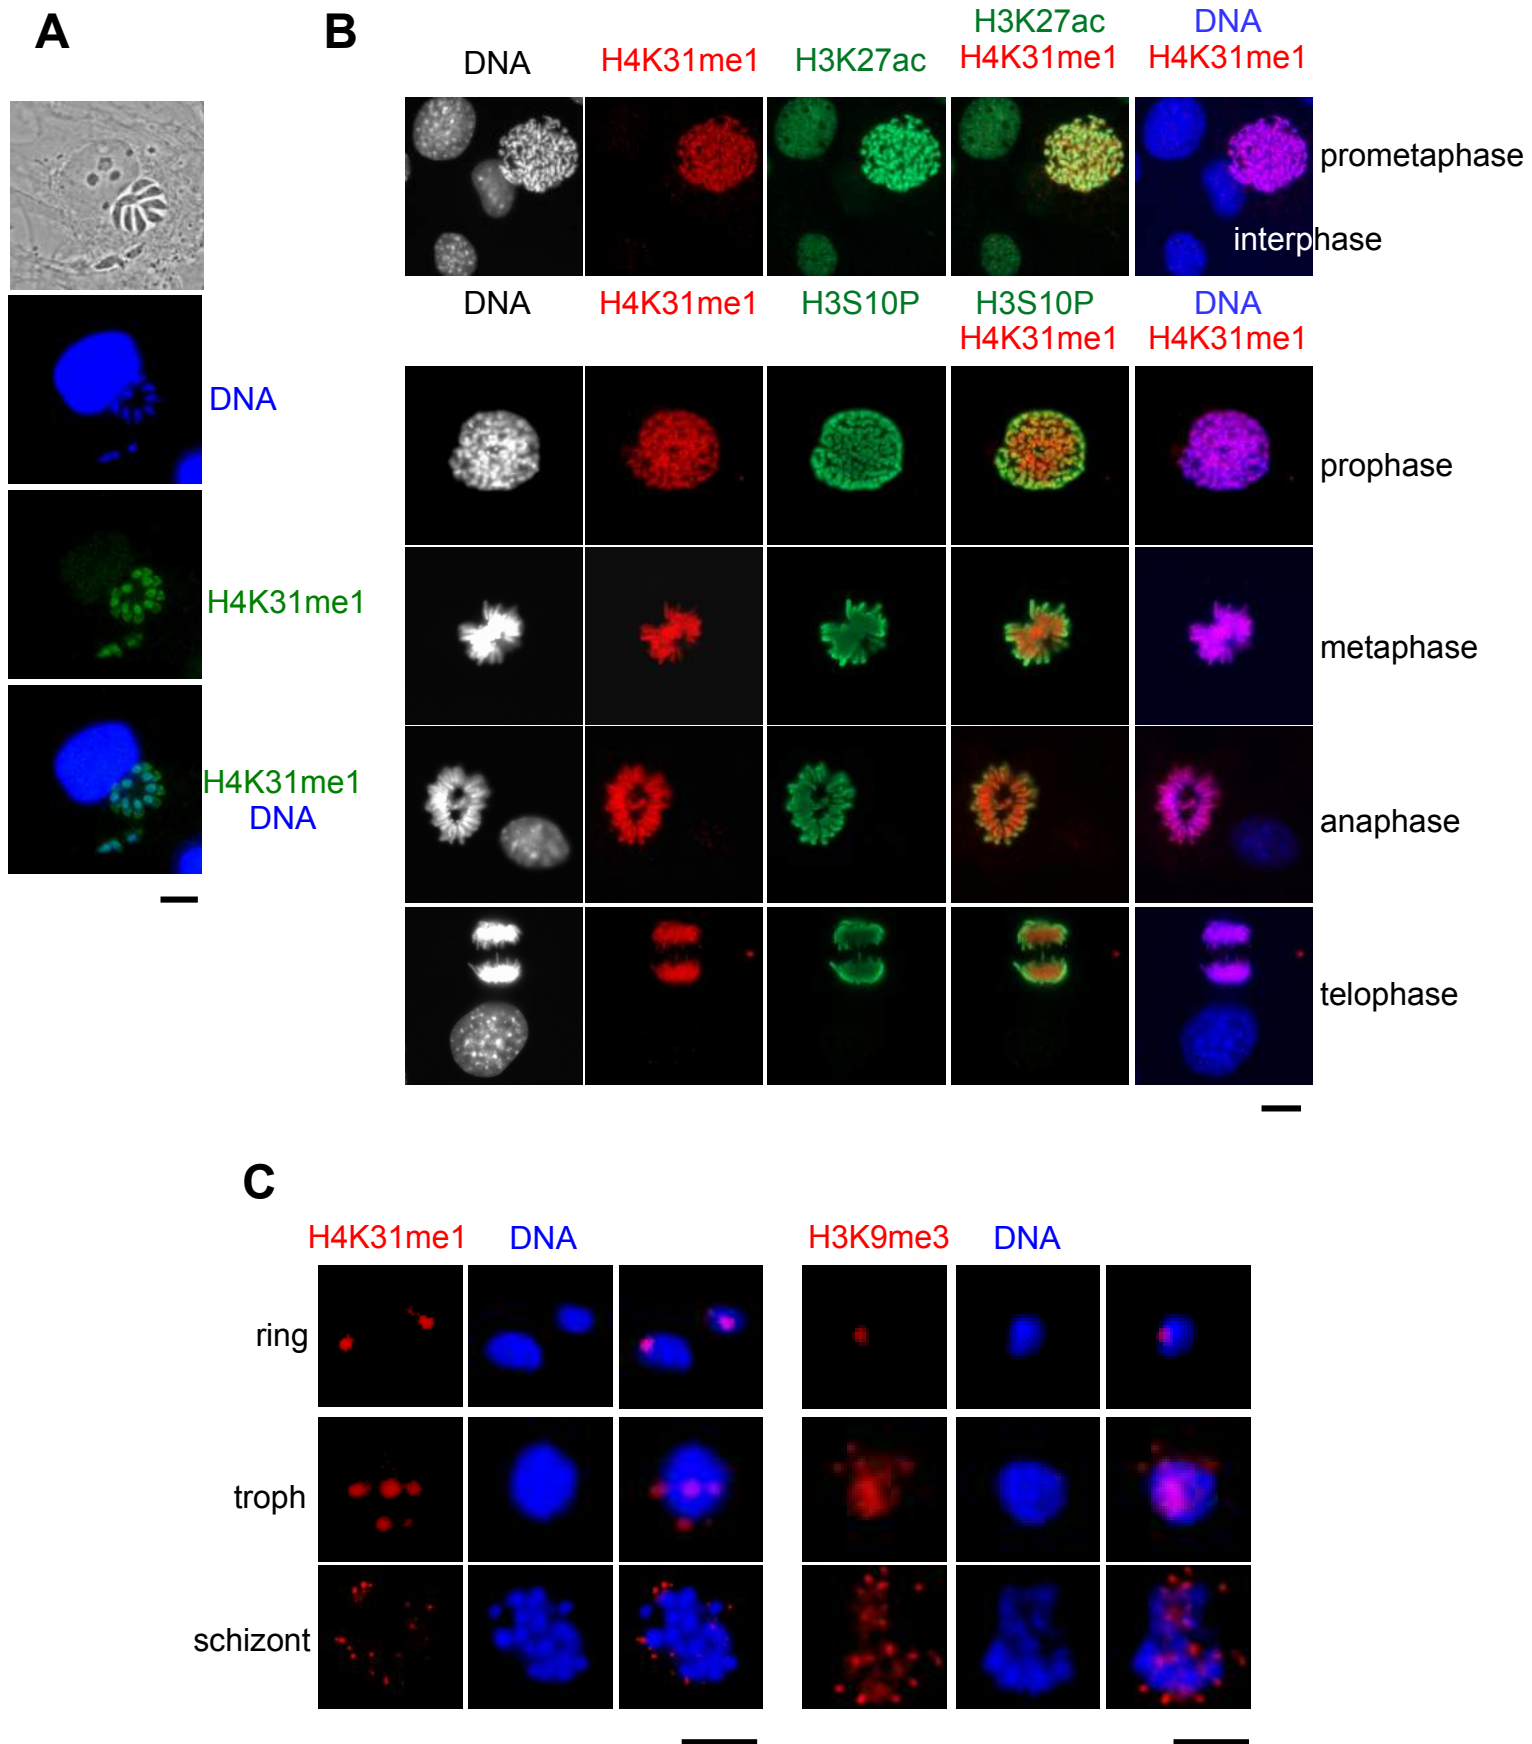 A
B
DNA
H4K31me1
H4K31me1
DNA
DNA
H4K31me1
H3K27ac
H3K27ac
H4K31me1
DNA
H4K31me1
prometaphase
interphase
DNA
H4K31me1
H3S10P
H3S10P
H4K31me1
DNA
H4K31me1
prophase
metaphase
anaphase
telophase
C
H4K31me1
DNA
H3K9me3
DNA
ring
troph
schizont